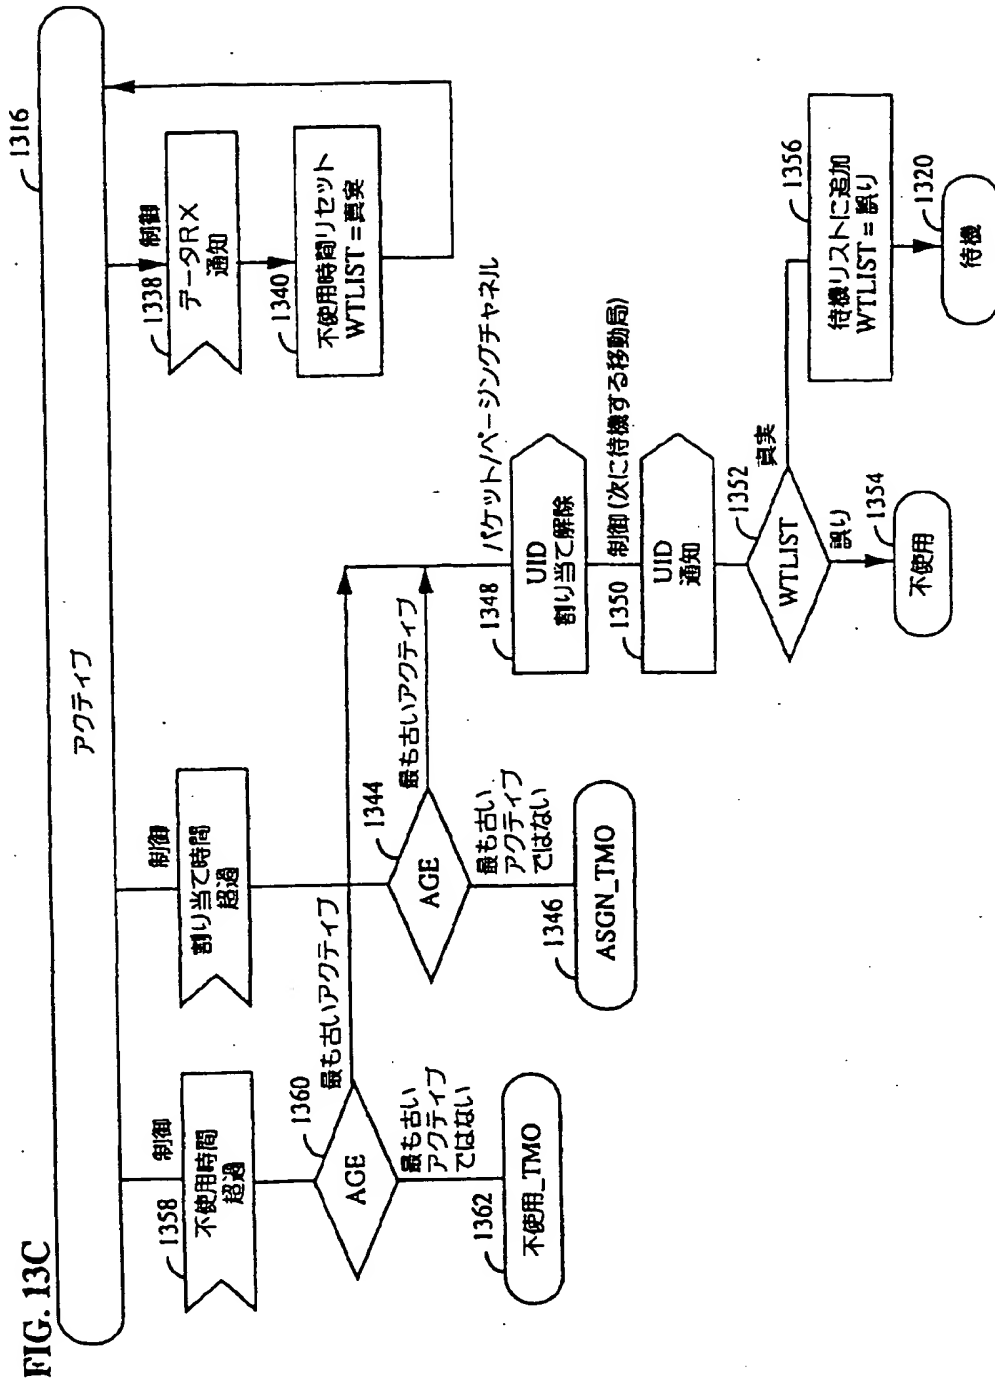 FIG. 13C
アクティブ
1316
制御
1358
不使用時間
超過
1360
AGE
最も古いアクティブ
最も古い
アクティブ
ではない
1362
不使用_TMO
制御
割り当て時間
超過
1344
AGE
最も古いアクティブ
最も古い
アクティブ
ではない
1346
ASGN_TMO
制御
1338
データRX
通知
1340
不使用時間リセット
WTLIST=真実
パケット/ページングチャネル
1348
UID
割り当て解除
制御(次に待機する移動局)
1350
UID
通知
1352
WTLIST
真実
誤り
1354
不使用
1356
待機リストに追加
WTLIST=誤り
1320
待機